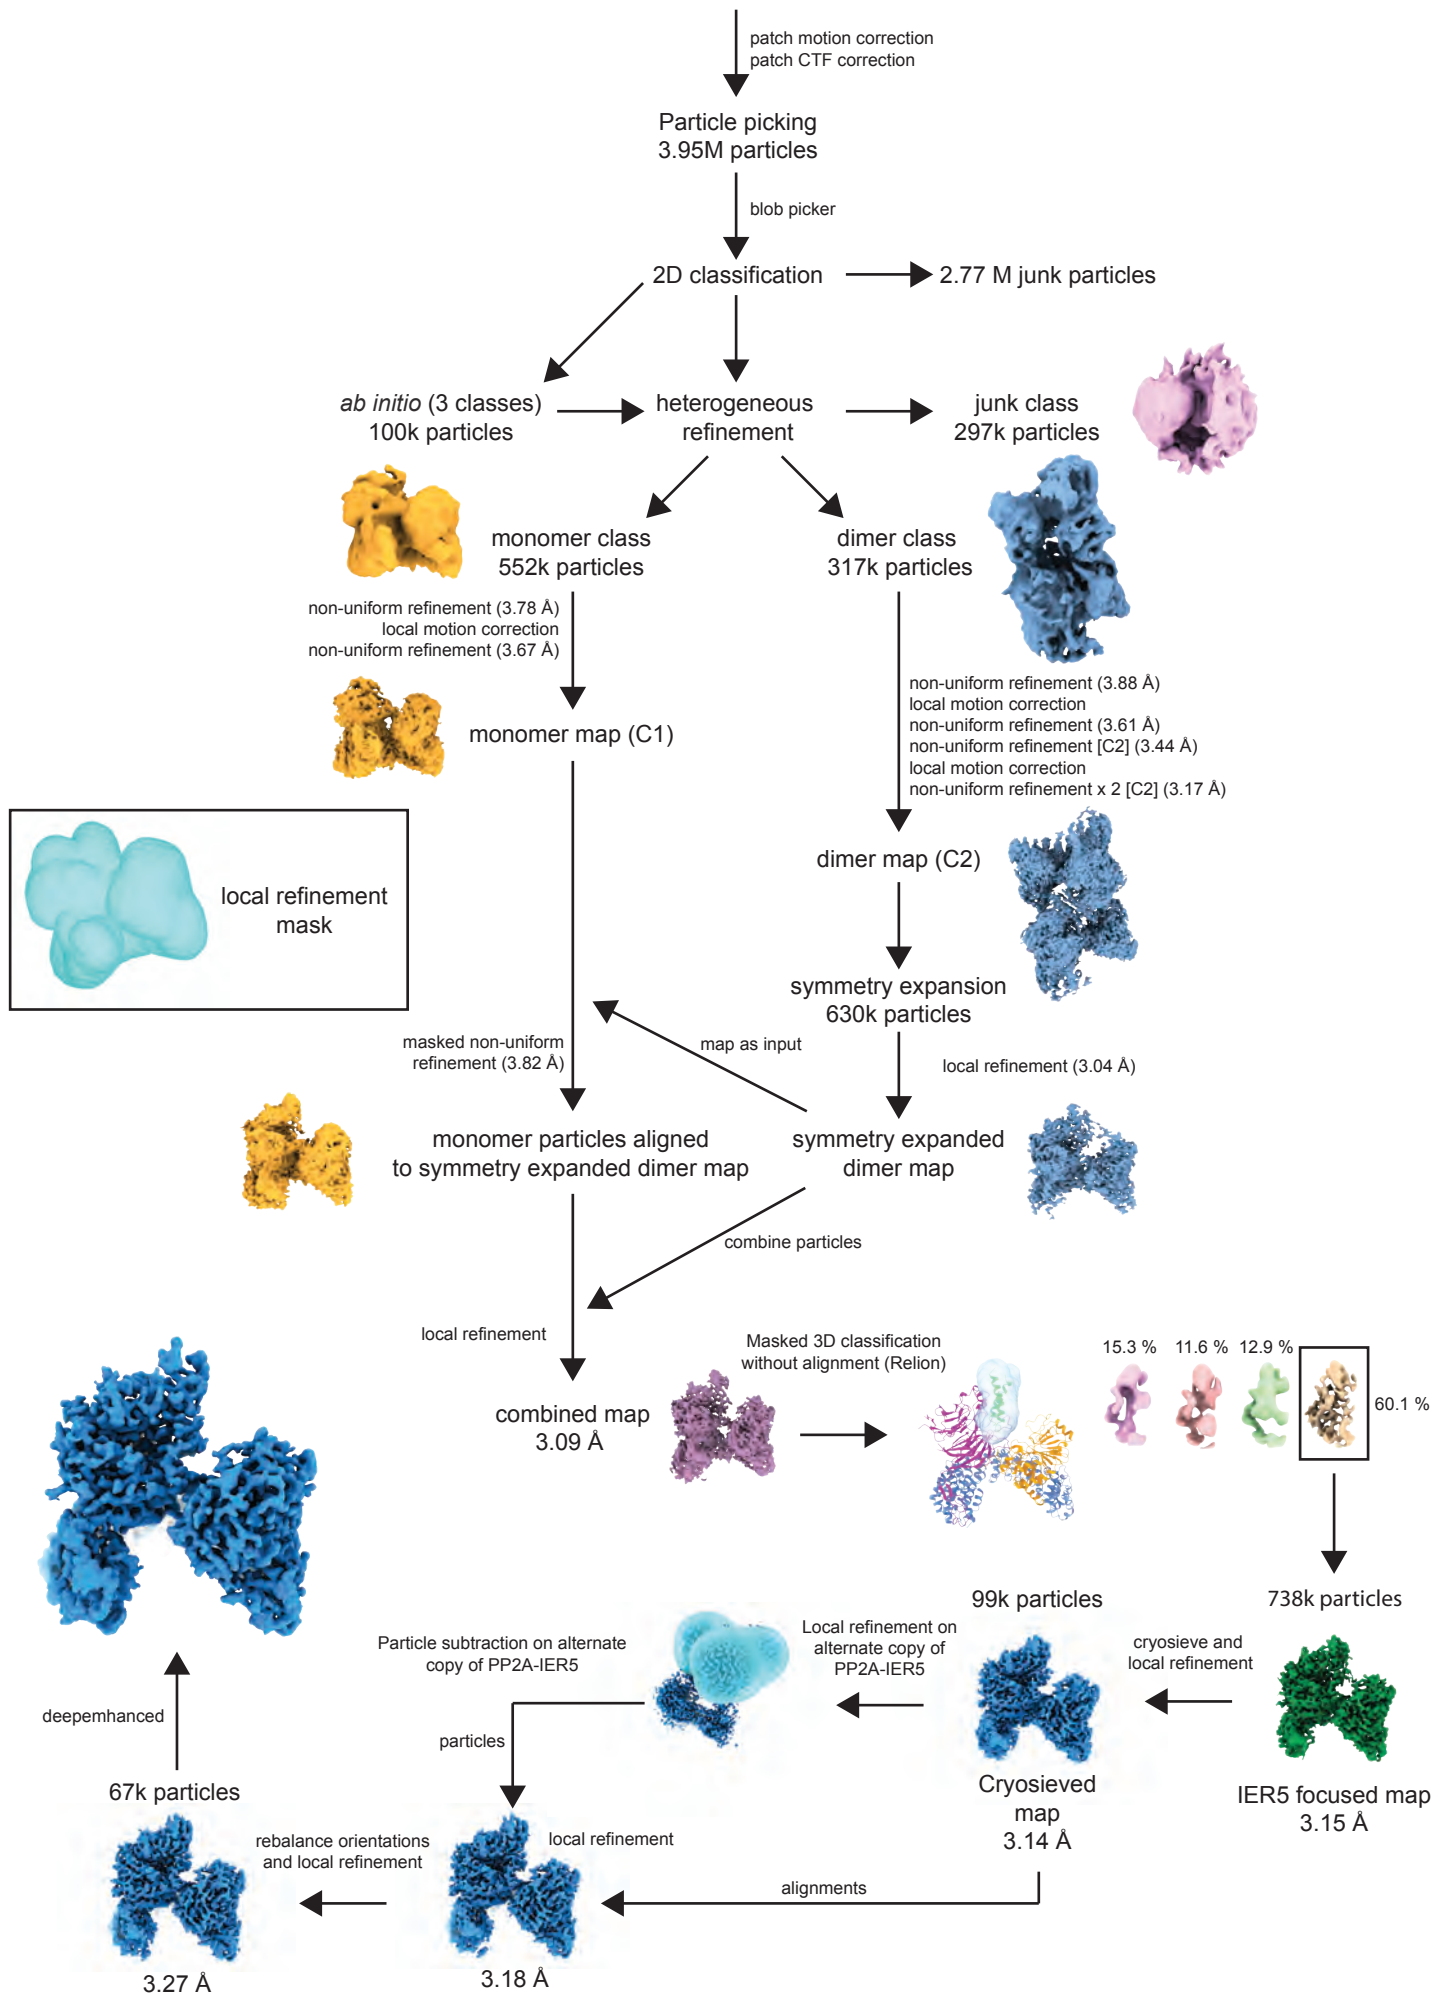 patch motion correction
patch CTF correction
Particle picking
3.95M particles
blob picker
2D classification
2.77 M junk particles
ab initio (3 classes)
100k particles
heterogeneous
refinement
junk class
297k particles
monomer class
552k particles
dimer class
317k particles
non-uniform refinement (3.78 Å)
local motion correction
non-uniform refinement (3.67 Å)
non-uniform refinement (3.88 Å)
local motion correction
non-uniform refinement (3.61 Å)
non-uniform refinement [C2] (3.44 Å)
local motion correction
non-uniform refinement x 2 [C2] (3.17 Å)
monomer map (C1)
dimer map (C2)
local refinement
mask
symmetry expansion
630k particles
masked non-uniform
refinement (3.82 Å)
map as input
local refinement (3.04 Å)
monomer particles aligned
to symmetry expanded dimer map
symmetry expanded
dimer map
combine particles
local refinement
combined map
3.09 Å
Masked 3D classification
without alignment (Relion)
15.3 %
11.6 %
12.9 %
60.1 %
738k particles
IER5 focused map
3.15 Å
cryosieve and
local refinement
99k particles
Cryosieved
map
3.14 Å
Local refinement on
alternate copy of
PP2A-IER5
Particle subtraction on alternate
copy of PP2A-IER5
particles
local refinement
alignments
3.18 Å
rebalance orientations
and local refinement
67k particles
3.27 Å
deepemhanced